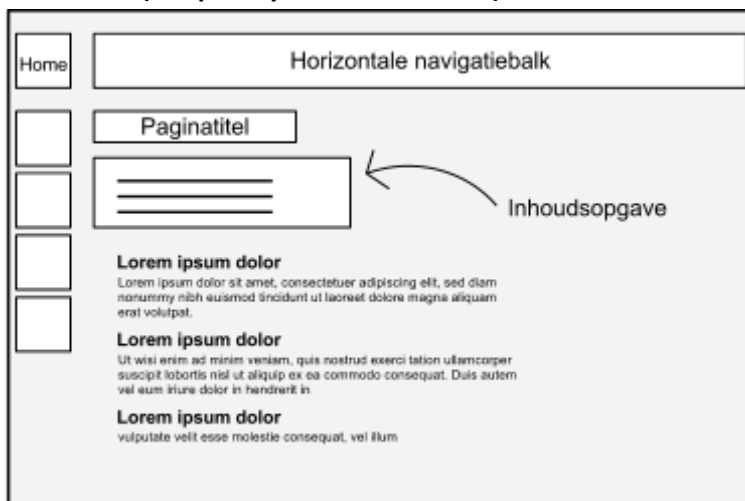 Home
Horizontale navigatiebalk
Paginatitel
Inhoudsopgave
Lorem ipsum dolor
Lorem ipsum dolor sit amet, consectetuer adipiscing elit, sed diam
nonummy nibh euismod tincidunt ut laoreet dolore magna aliquam
erat volutpat.
Lorem ipsum dolor
Ut wisi enim ad minim veniam, quis nostrud exerci tation ullamcorper
suscipit lobortis nisl ut aliquip ex ea commodo consequat. Duis autem
vel eum iriure dolor in hendrerit in
Lorem ipsum dolor
vulputate velit esse molestie consequat, vel illum